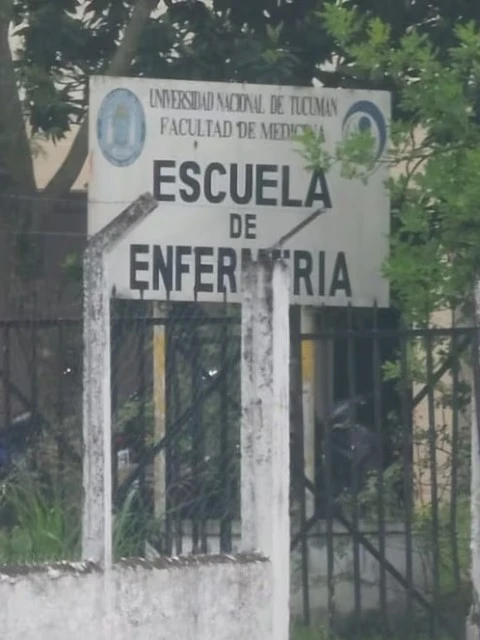 UNIVERSIDAD NACIONAL DE TUCUMAN
FACULTAD DE MEDICINA
ESCUELA
DE
ENFERMERIA